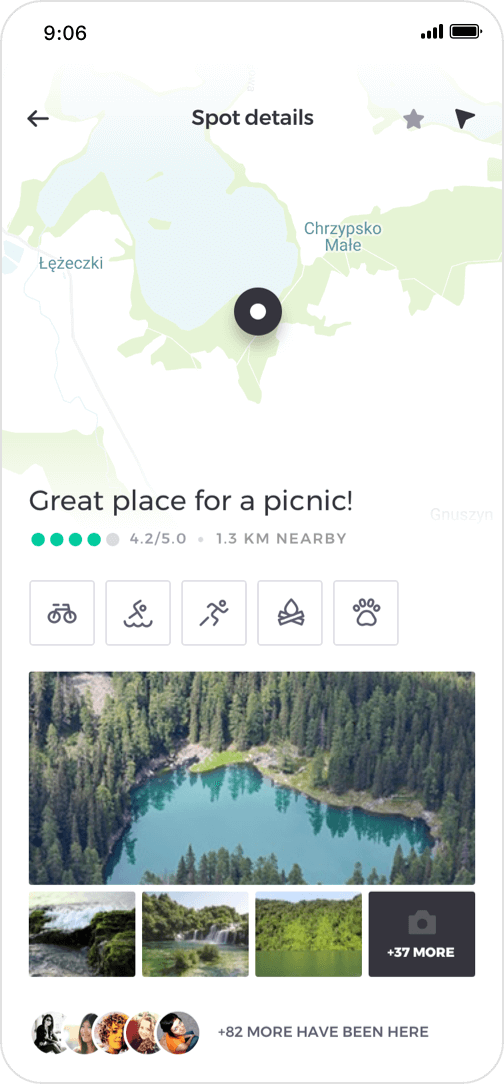 9:06
Spot details
Chrzypsko
Małe
Łężeczki
Great place for a picnic!
Gnuszyn
4.2/5.0 • 1.3 KM NEARBY
+37 MORE
+82 MORE HAVE BEEN HERE